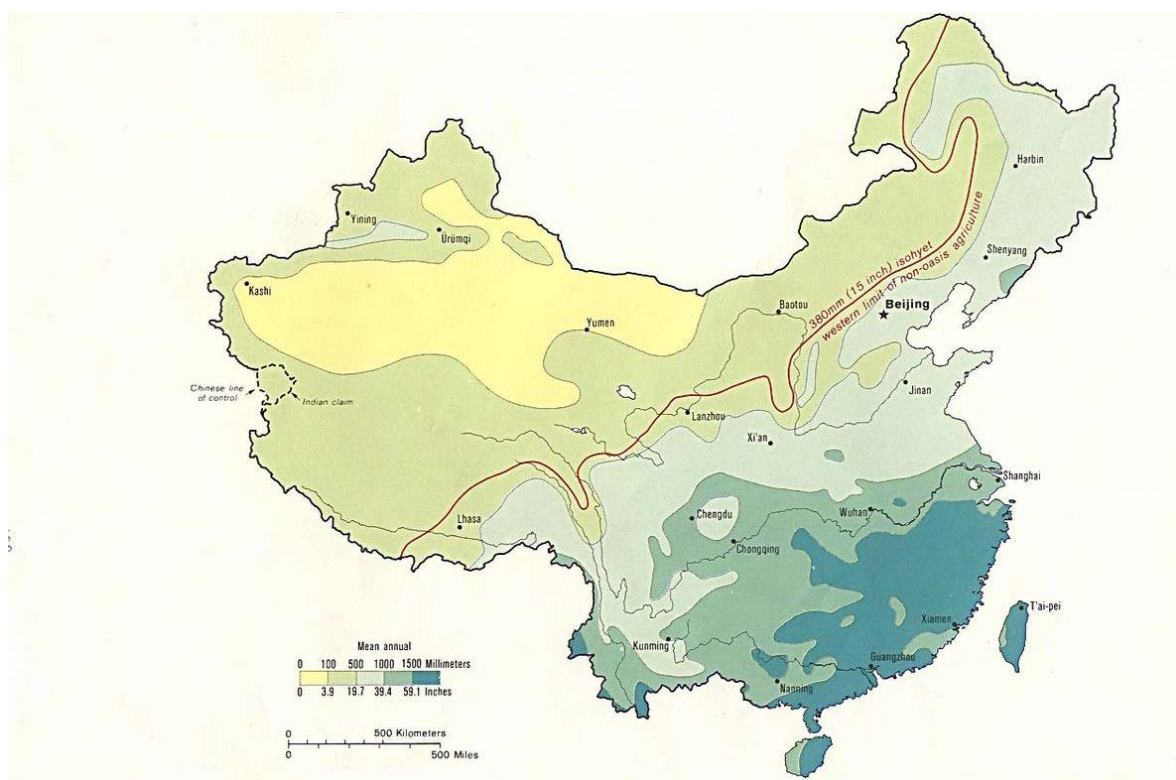 Harbin
Yining
Ürümqi
Shenyang
380mm (15 inch) isohyet
western limit of non-oasis agriculture
Kashi
Baotou
Beijing
Yumen
Chinese line
of control
Indian claim
Jinan
Lanzhou
Xi'an
Shanghai
Lhasa
Chengdu
Wuhan
Chongqing
T'ai-pei
Xiamen
Kunming
Guangzhou
Nanning
Mean annual
0 100 500 1000 1500 Millimeters
0 3.9 19.7 39.4 59.1 Inches
0 500 Kilometers
0 500 Miles